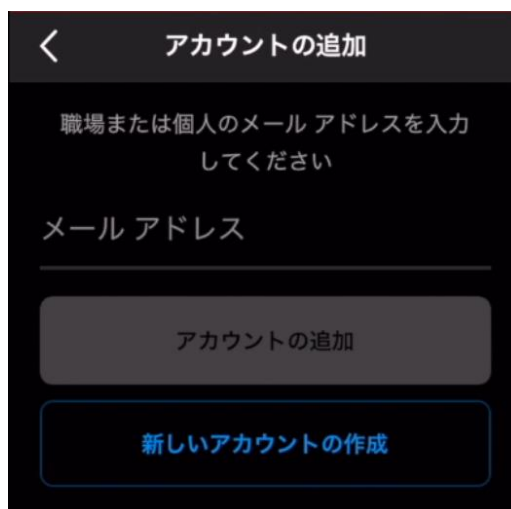 アカウントの追加
職場または個人のメール アドレスを入力
してください
メール アドレス
アカウントの追加
新しいアカウントの作成